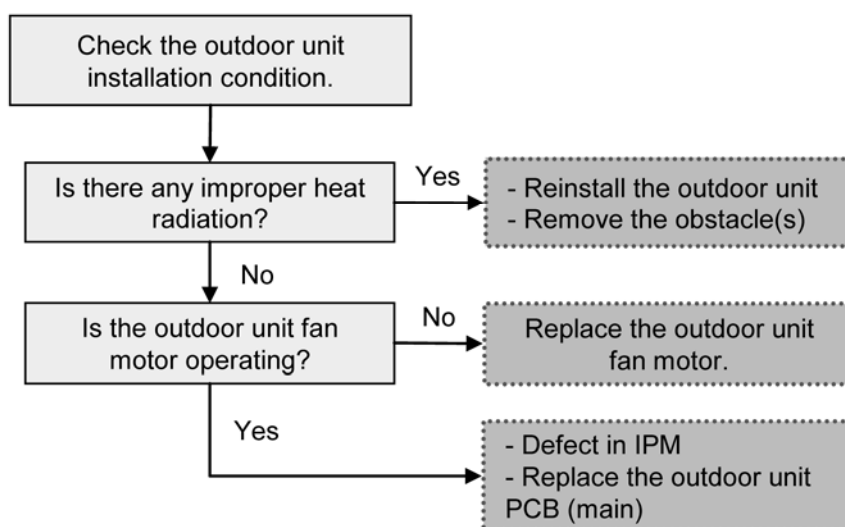 Check the outdoor unit
installation condition.
Is there any improper heat
radiation?
Yes
- Reinstall the outdoor unit
- Remove the obstacle(s)
No
Is the outdoor unit fan
motor operating?
No
Replace the outdoor unit
fan motor.
Yes
- Defect in IPM
- Replace the outdoor unit
PCB (main)